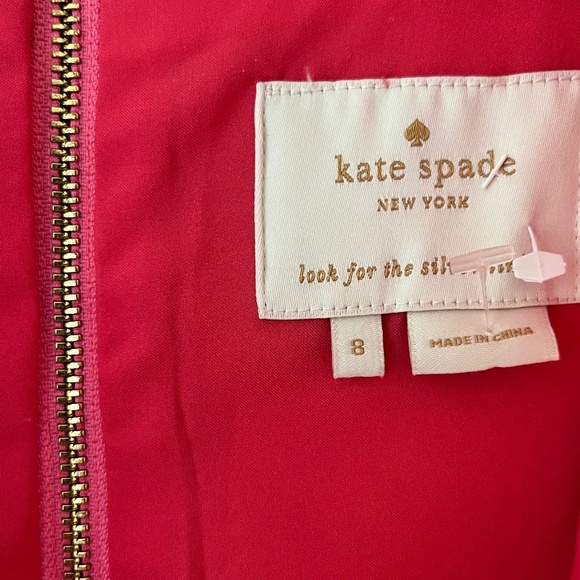 kate spade
NEW YORK
look for the
8
MADE IN CHINA